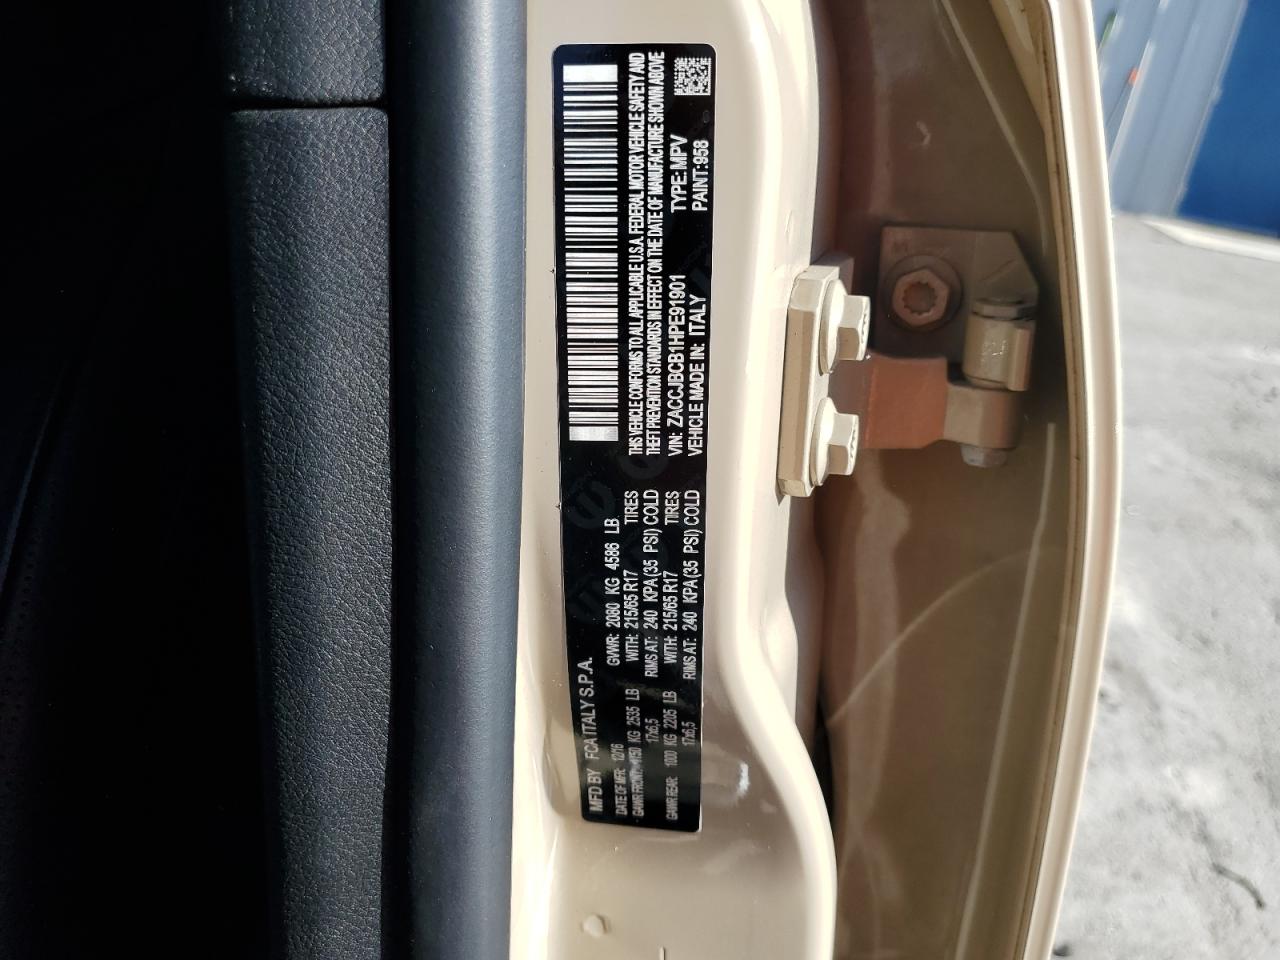 MFD BY FCA ITALY S.P.A.
DATE OF MFR: 12/16 GVWR: 2080 KG 4586 LB
GAWR FRONT: 1150 KG 2535 LB WITH: 215/65 R17 TIRES
17x6,5 RIMS AT: 240 KPA(35 PSI) COLD
GAWR REAR: 1000 KG 2205 LB WITH: 215/65 R17 TIRES
17x6,5 RIMS AT: 240 KPA(35 PSI) COLD
THIS VEHICLE CONFORMS TO ALL APPLICABLE U.S.A. FEDERAL MOTOR VEHICLE SAFETY AND
THEFT PREVENTION STANDARDS IN EFFECT ON THE DATE OF MANUFACTURE SHOWN ABOVE
VIN: ZACCJBCB1HPE91901 TYPE: MPV
VEHICLE MADE IN: ITALY PAINT:958